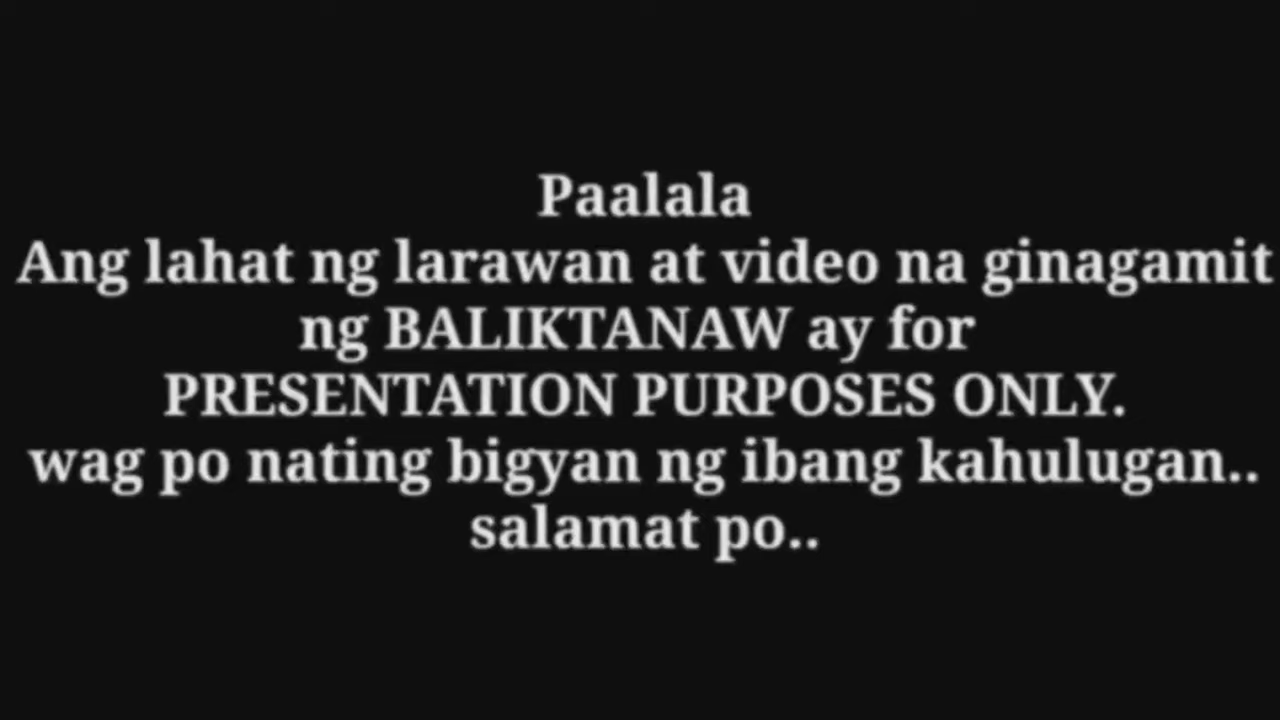 Paalala
Ang lahat ng larawan at video na ginagamit
ng BALIKTANAW ay for
PRESENTATION PURPOSES ONLY.
wag po nating bigyan ng ibang kahulugan..
salamat po..